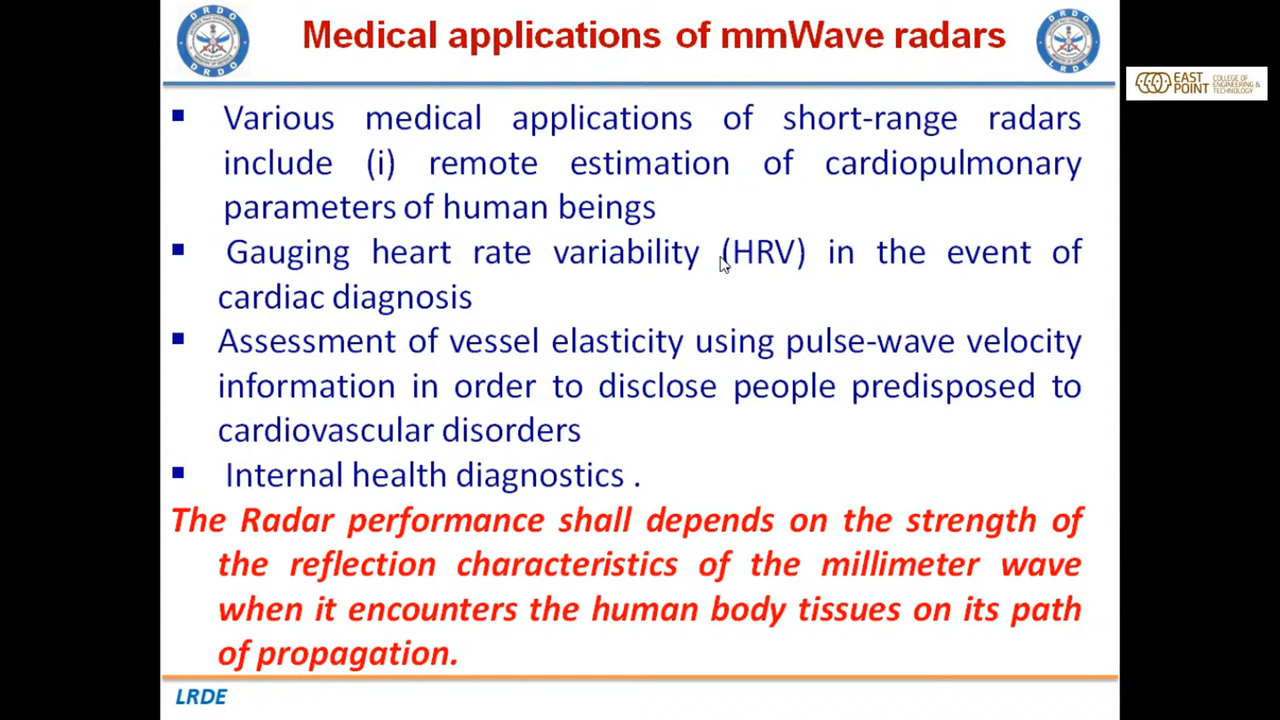 DRDO
DRDO
Medical applications of mmWave radars
DRDO
LRDE
EAST POINT
COLLEGE OF ENGINEERING & TECHNOLOGY
▪ Various medical applications of short-range radars
include (i) remote estimation of cardiopulmonary
parameters of human beings
▪ Gauging heart rate variability (HRV) in the event of
cardiac diagnosis
▪ Assessment of vessel elasticity using pulse-wave velocity
information in order to disclose people predisposed to
cardiovascular disorders
▪ Internal health diagnostics .
The Radar performance shall depends on the strength of
the reflection characteristics of the millimeter wave
when it encounters the human body tissues on its path
of propagation.
LRDE